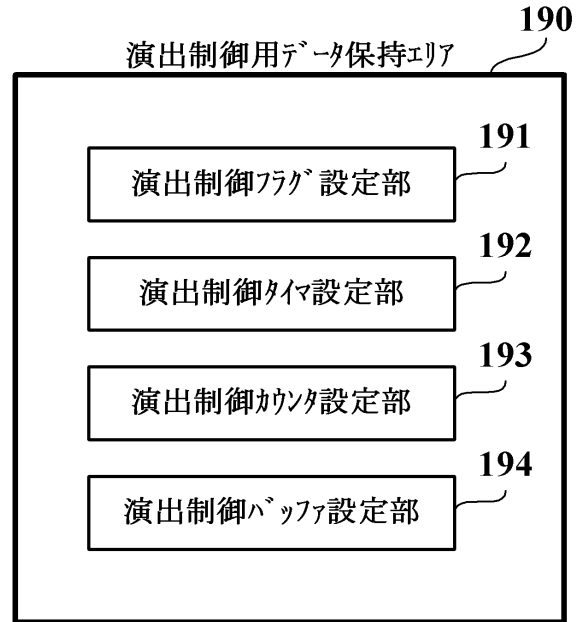 190
演出制御用ﾃﾞｰﾀ保持ｴﾘｱ
191
演出制御ﾌﾗｸﾞ設定部
192
演出制御ﾀｲﾏ設定部
193
演出制御ｶｳﾝﾀ設定部
194
演出制御ﾊﾞｯﾌｧ設定部